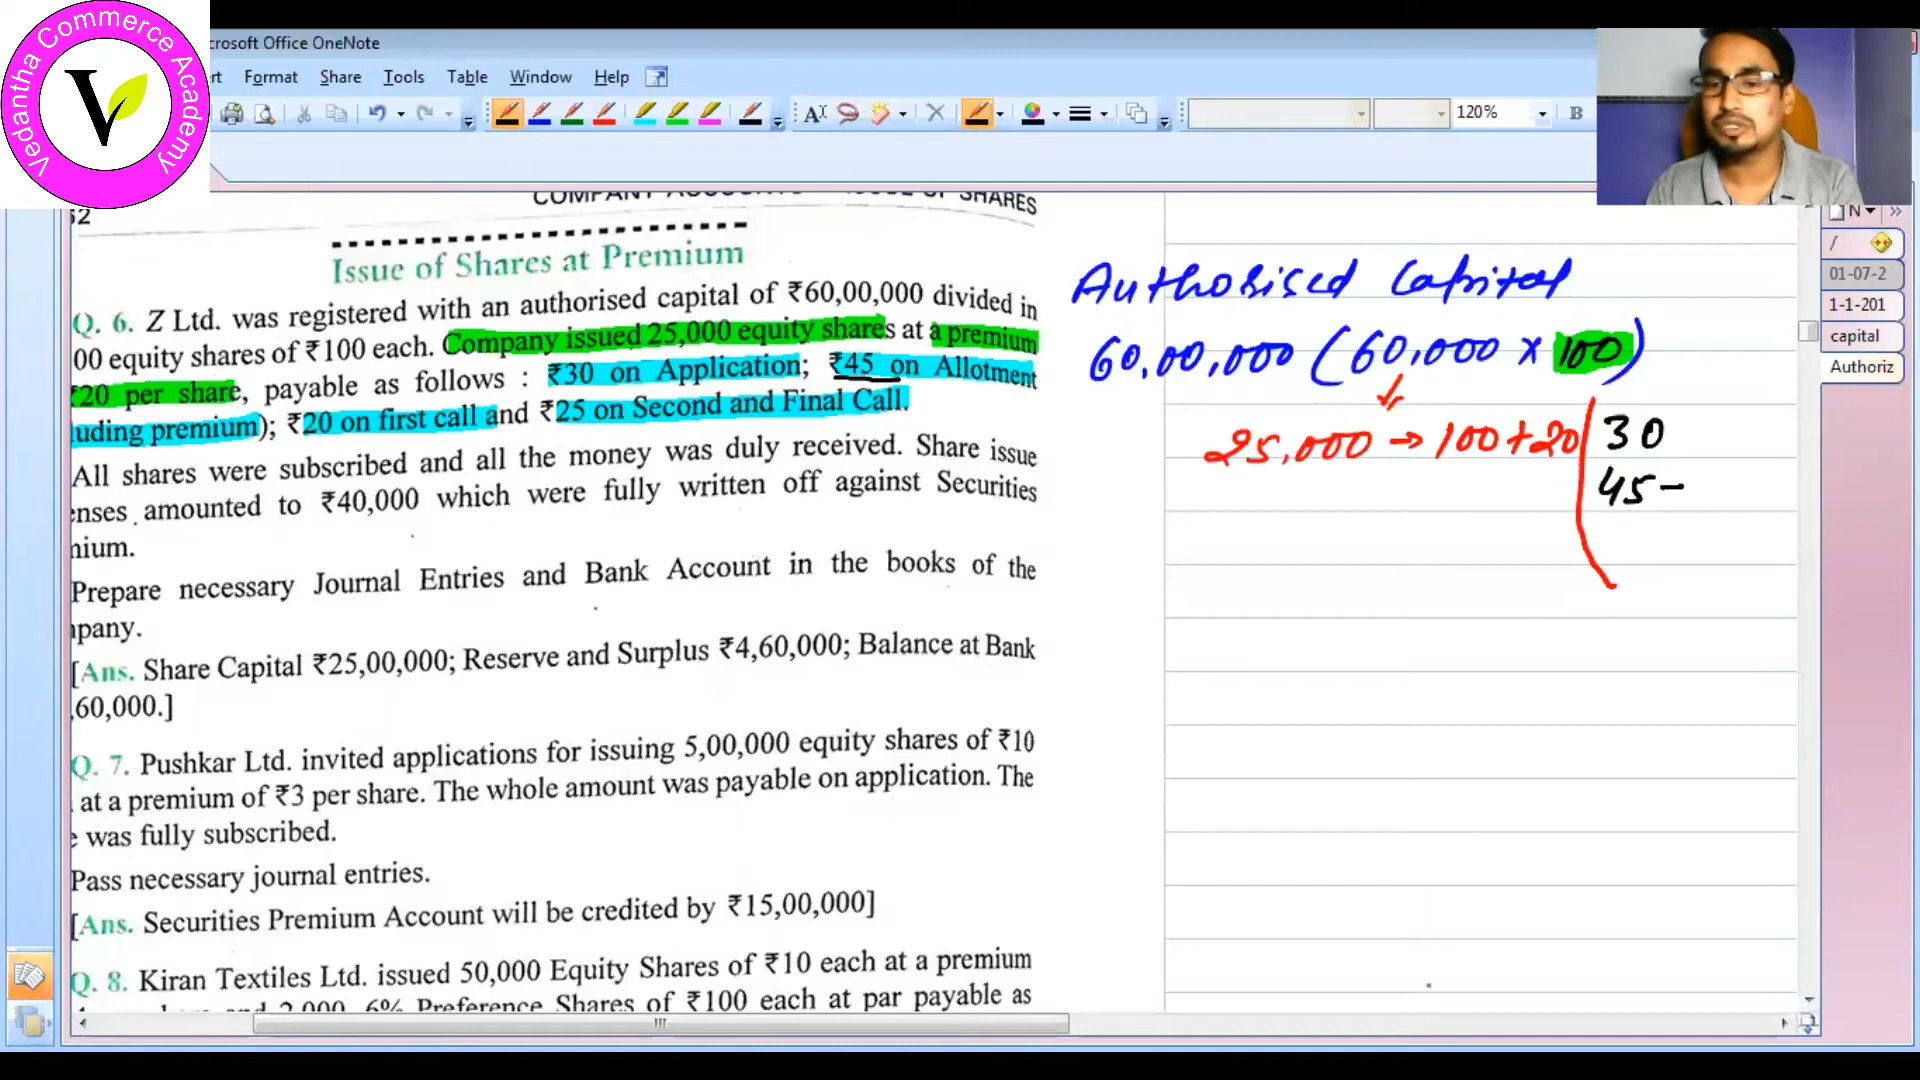 Vedantha Commerce Academy
V
crosoft Office OneNote
rt Format Share Tools Table Window Help
120% B
COMPANY ACCOUNTS – ISSUE OF SHARES
52
Issue of Shares at Premium
Q. 6. Z Ltd. was registered with an authorised capital of ₹60,00,000 divided in
00 equity shares of ₹100 each. Company issued 25,000 equity shares at a premium
₹20 per share, payable as follows : ₹30 on Application; ₹45 on Allotment
uding premium); ₹20 on first call and ₹25 on Second and Final Call.
All shares were subscribed and all the money was duly received. Share issue
enses amounted to ₹40,000 which were fully written off against Securities
nium.
Prepare necessary Journal Entries and Bank Account in the books of the
npany.
[Ans. Share Capital ₹25,00,000; Reserve and Surplus ₹4,60,000; Balance at Bank
,60,000.]
Q. 7. Pushkar Ltd. invited applications for issuing 5,00,000 equity shares of ₹10
at a premium of ₹3 per share. The whole amount was payable on application. The
e was fully subscribed.
Pass necessary journal entries.
[Ans. Securities Premium Account will be credited by ₹15,00,000]
Q. 8. Kiran Textiles Ltd. issued 50,000 Equity Shares of ₹10 each at a premium
2,000, 6% Preference Shares of ₹100 each at par payable as
Authorised Capital
60,00,000 (60,000 × 100)
25,000 → 100+20
30
45 –
N
/
01-07-2
1-1-201
capital
Authoriz